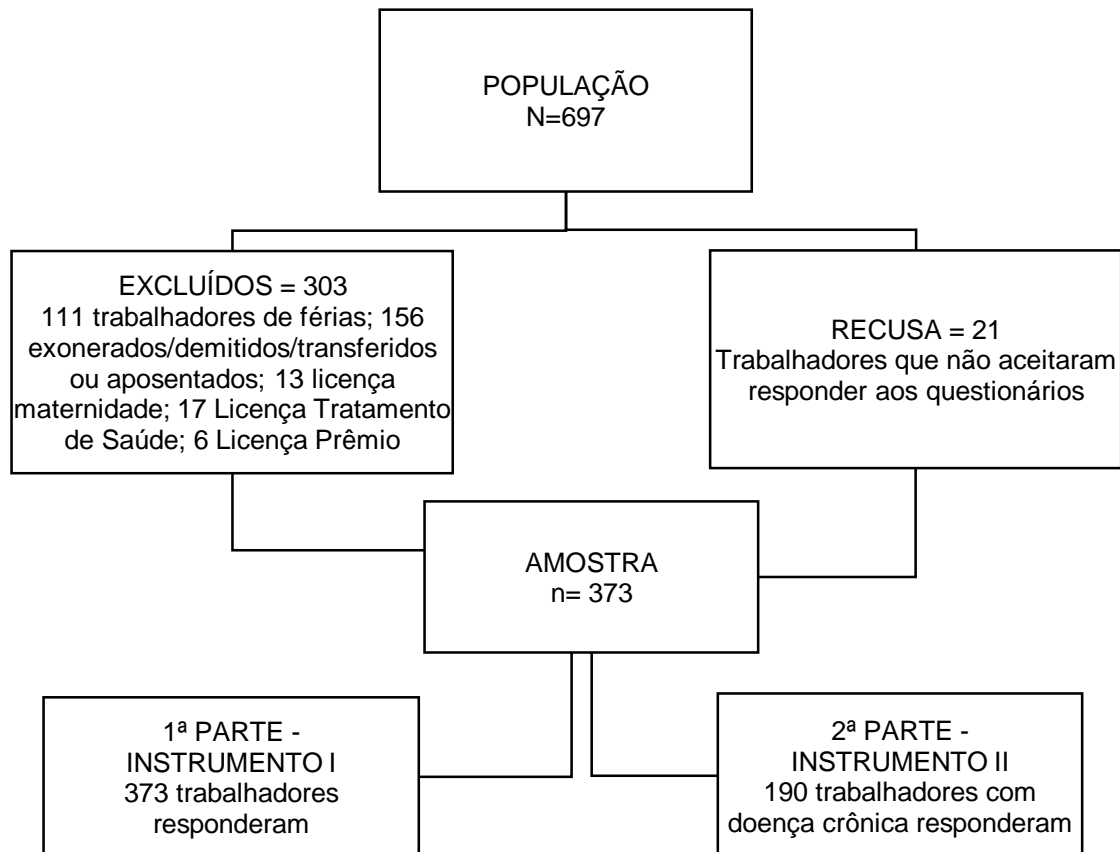 POPULAÇÃO
N=697
EXCLUÍDOS = 303
111 trabalhadores de férias; 156
exonerados/demitidos/transferidos
ou aposentados; 13 licença
maternidade; 17 Licença Tratamento
de Saúde; 6 Licença Prêmio
RECUSA = 21
Trabalhadores que não aceitaram
responder aos questionários
AMOSTRA
n= 373
1ª PARTE -
INSTRUMENTO I
373 trabalhadores
responderam
2ª PARTE -
INSTRUMENTO II
190 trabalhadores com
doença crônica responderam